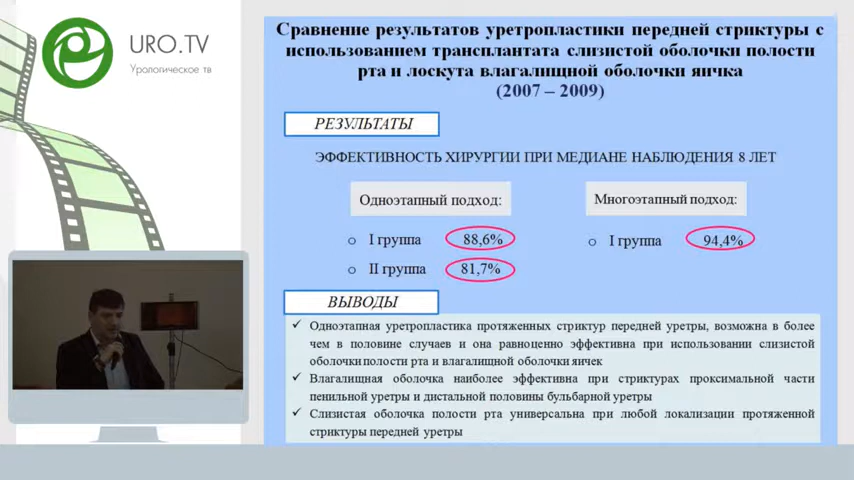 URO.TV
Урологическое тв
Сравнение результатов уретропластики передней стриктуры с
использованием трансплантата слизистой оболочки полости
рта и лоскута влагалищной оболочки яичка
(2007 – 2009)
РЕЗУЛЬТАТЫ
ЭФФЕКТИВНОСТЬ ХИРУРГИИ ПРИ МЕДИАНЕ НАБЛЮДЕНИЯ 8 ЛЕТ
Одноэтапный подход:
Многоэтапный подход:
o I группа 88,6%
o I группа 94,4%
o II группа 81,7%
ВЫВОДЫ
✓ Одноэтапная уретропластика протяженных стриктур передней уретры, возможна в более
чем в половине случаев и она равноценно эффективна при использовании слизистой
оболочки полости рта и влагалищной оболочки яичек
✓ Влагалищная оболочка наиболее эффективна при стриктурах проксимальной части
пенильной уретры и дистальной половины бульбарной уретры
✓ Слизистая оболочка полости рта универсальна при любой локализации протяженной
стриктуры передней уретры